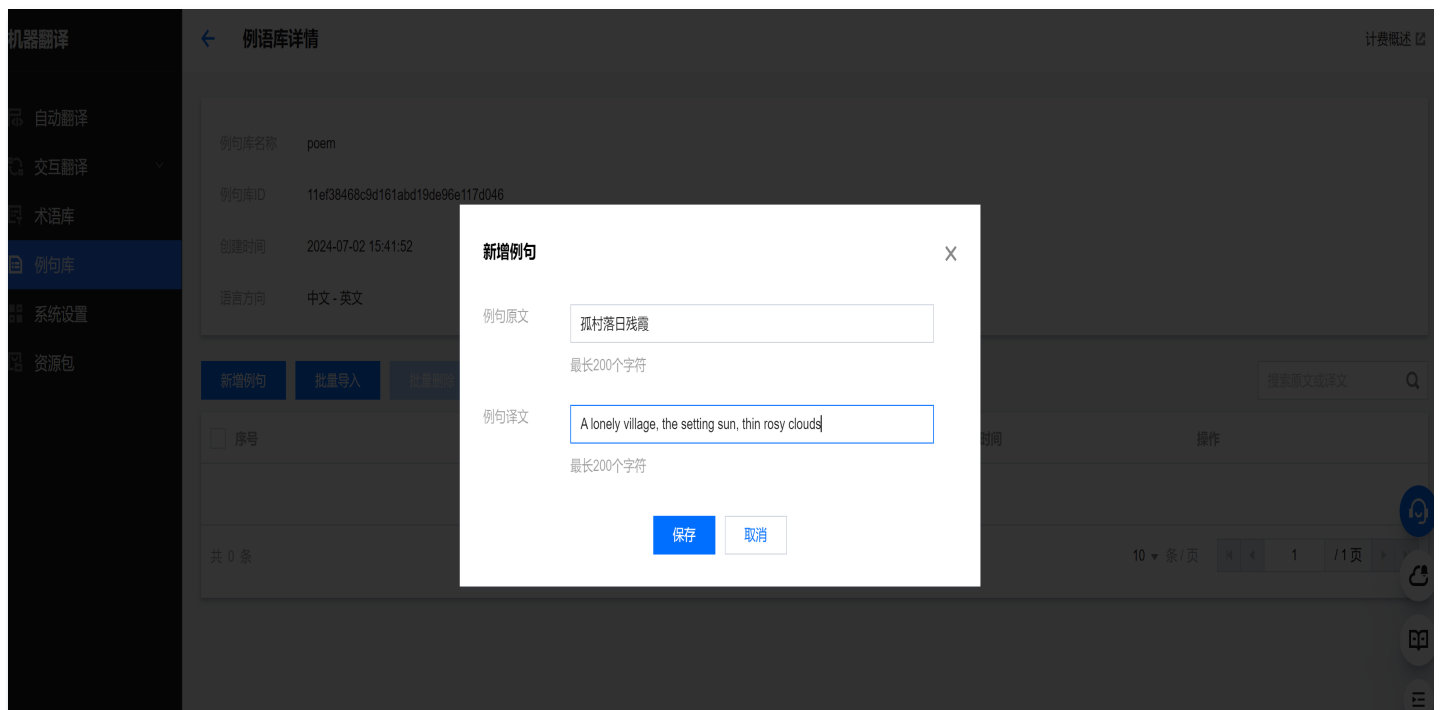 机器翻译
例语库详情
计费概述
自动翻译
交互翻译
术语库
例句库
系统设置
资源包
例句库名称 poem
例句库ID 11ef38468c9d161abd19de96e117d046
创建时间 2024-07-02 15:41:52
语言方向 中文 - 英文
新增例句 批量导入 批量删除
搜索原文或译文
序号 时间 操作
共 0 条
10 条 / 页 1 / 1 页
新增例句
例句原文 孤村落日残霞
最长200个字符
例句译文 A lonely village, the setting sun, thin rosy clouds
最长200个字符
保存 取消